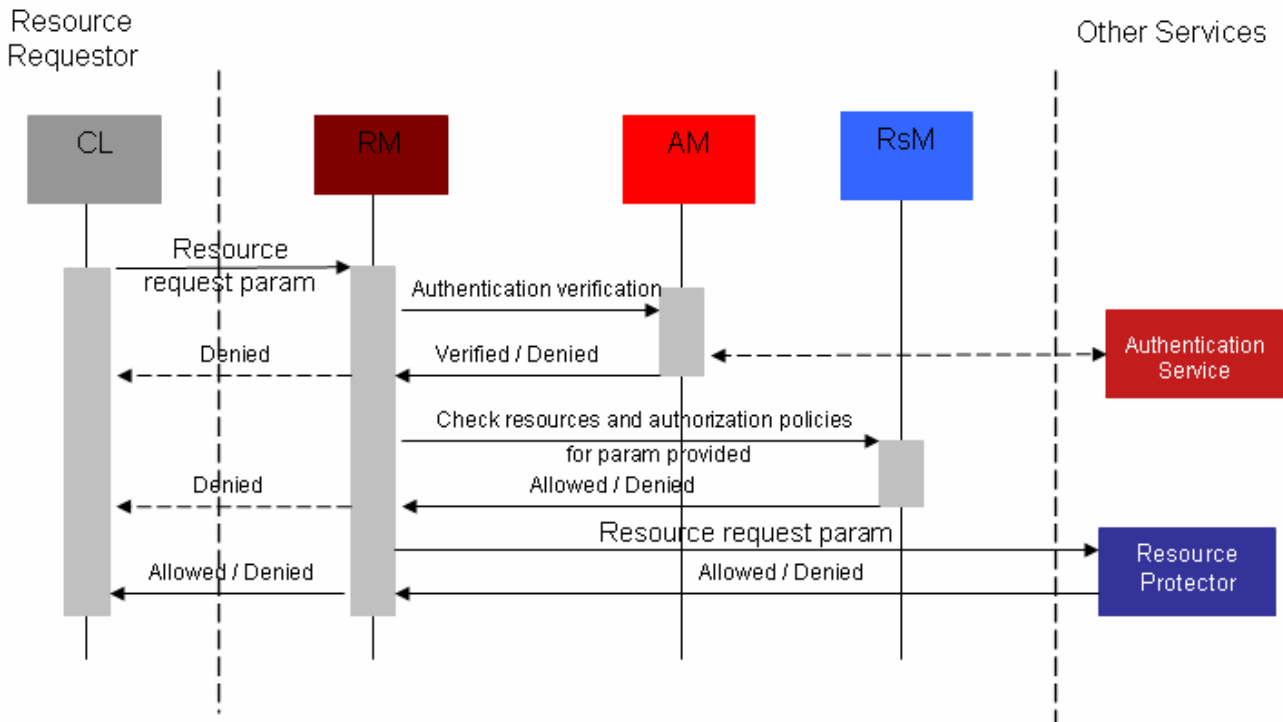 Resource
Requestor
Other Services
CL
RM
AM
RsM
Resource
request param
Authentication verification
Denied
Verified / Denied
Authentication
Service
Check resources and authorization policies
for param provided
Denied
Allowed / Denied
Resource request param
Allowed / Denied
Allowed / Denied
Resource
Protector